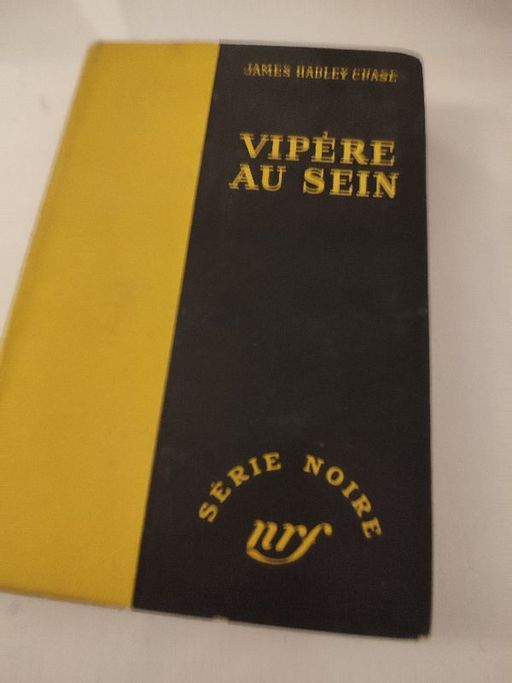 JAMES HADLEY CHASE
VIPÈRE
AU SEIN
SÉRIE NOIRE
nrf